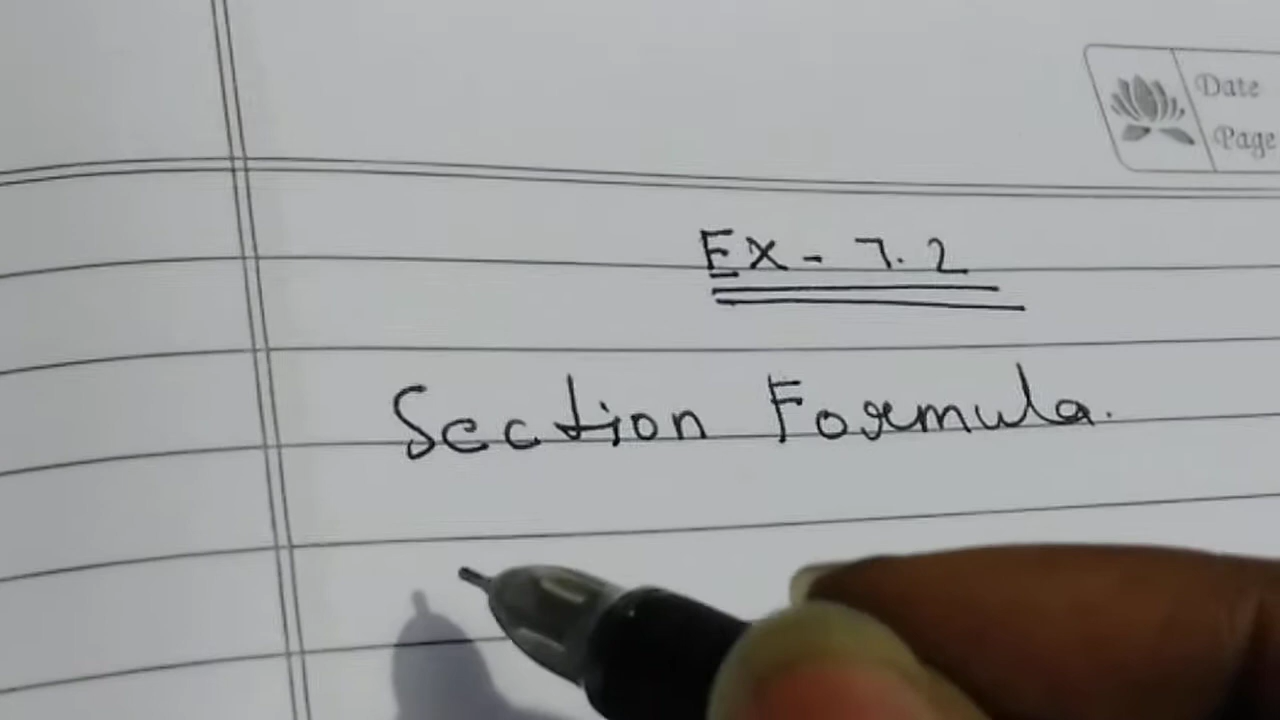 Date
Page
Ex - 7.2
Section Formula.